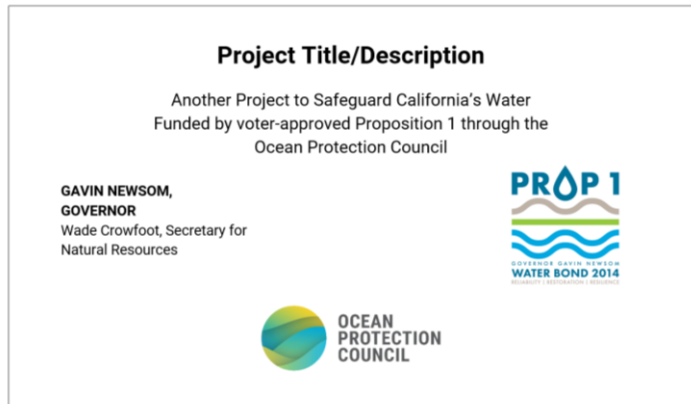 Project Title/Description
Another Project to Safeguard California's Water
Funded by voter-approved Proposition 1 through the
Ocean Protection Council
GAVIN NEWSOM,
GOVERNOR
Wade Crowfoot, Secretary for
Natural Resources
PROP 1
GOVERNOR GAVIN NEWSOM
WATER BOND 2014
RELIABILITY | RESTORATION | RESILIENCE
OCEAN
PROTECTION
COUNCIL